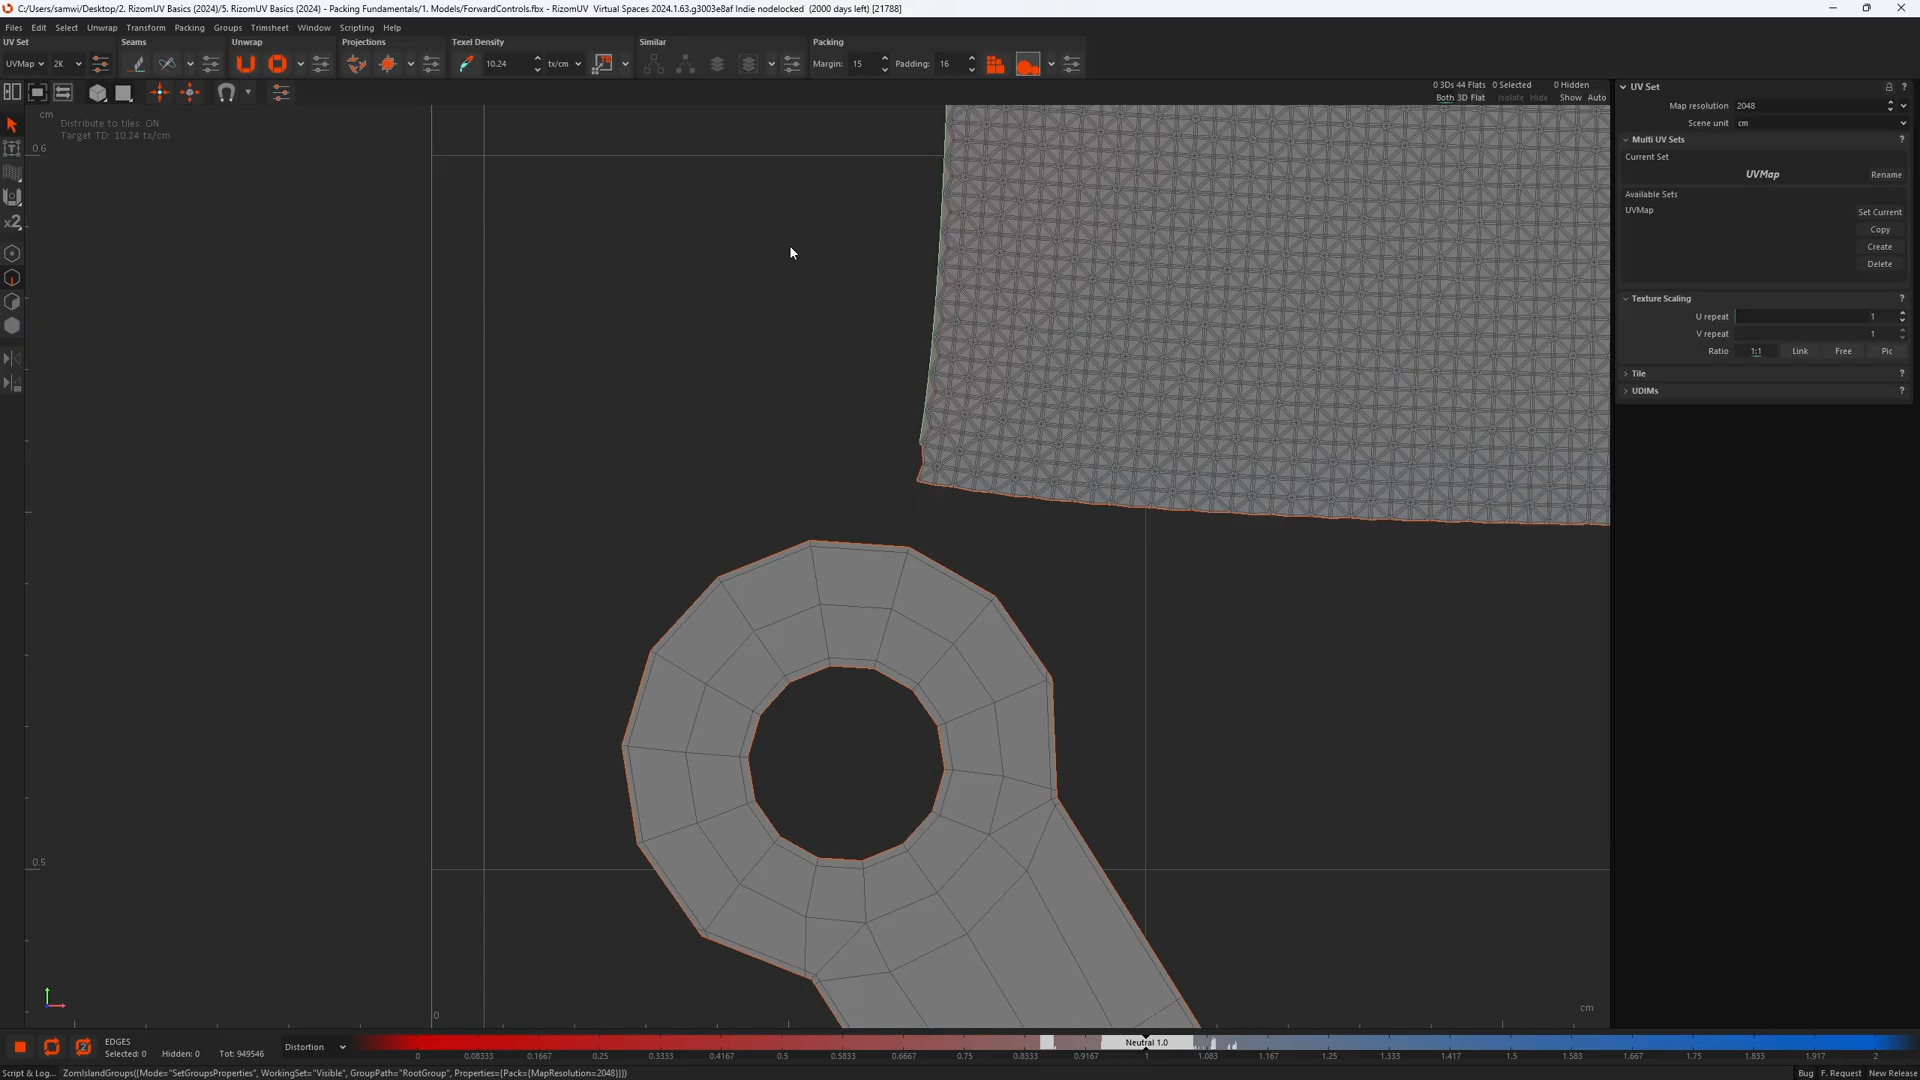 C:/Users/samwi/Desktop/2. RizomUV Basics (2024)/5. RizomUV Basics (2024) - Packing Fundamentals/1. Models/ForwardControls.fbx - RizomUV Virtual Spaces 2024.1.63.g3003e8af Indie nodelocked (2000 days left) [21788]
Files Edit Select Unwrap Transform Packing Groups Trimsheet Window Scripting Help
UV Set Seams Unwrap Projections Texel Density Similar Packing
UVMap 2K 10.24 tx/cm Margin: 15 Padding: 16
0 3Ds 44 Flats 0 Selected 0 Hidden
Both 3D Flat Isolate Hide Show Auto
cm
Distribute to tiles: ON
Target TD: 10.24 tx/cm
0.6
0.5
0
cm
x2
UV Set ?
Map resolution 2048
Scene unit cm
Multi UV Sets ?
Current Set
UVMap Rename
Available Sets
UVMap Set Current
Copy
Create
Delete
Texture Scaling ?
U repeat 1
V repeat 1
Ratio 1:1 Link Free Pic
Tile ?
UDIMs ?
EDGES
Selected: 0 Hidden: 0 Tot: 949546
Distortion
Neutral 1.0
0 0.08333 0.1667 0.25 0.3333 0.4167 0.5 0.5833 0.6667 0.75 0.8333 0.9167 1 1.083 1.167 1.25 1.333 1.417 1.5 1.583 1.667 1.75 1.833 1.917 2
Script & Log... ZomIslandGroups({Mode="SetGroupsProperties", WorkingSet="Visible", GroupPath="RootGroup", Properties={Pack={MapResolution=2048}}})
Bug F. Request New Release